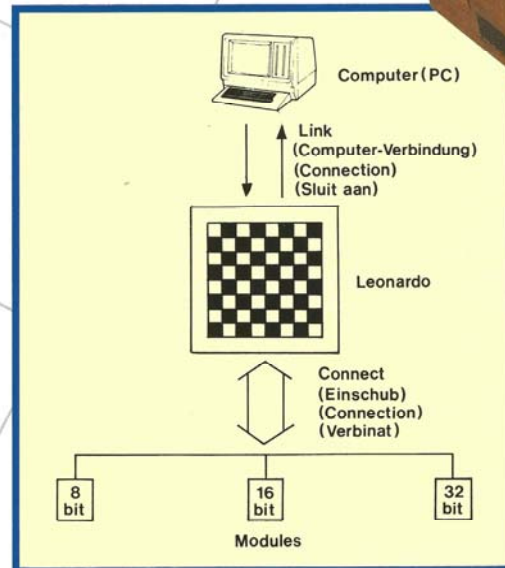 Computer (PC)
Link
(Computer-Verbindung)
(Connection)
(Sluit aan)
Leonardo
Connect
(Einschub)
(Connection)
(Verbinat)
8
bit
16
bit
32
bit
Modules